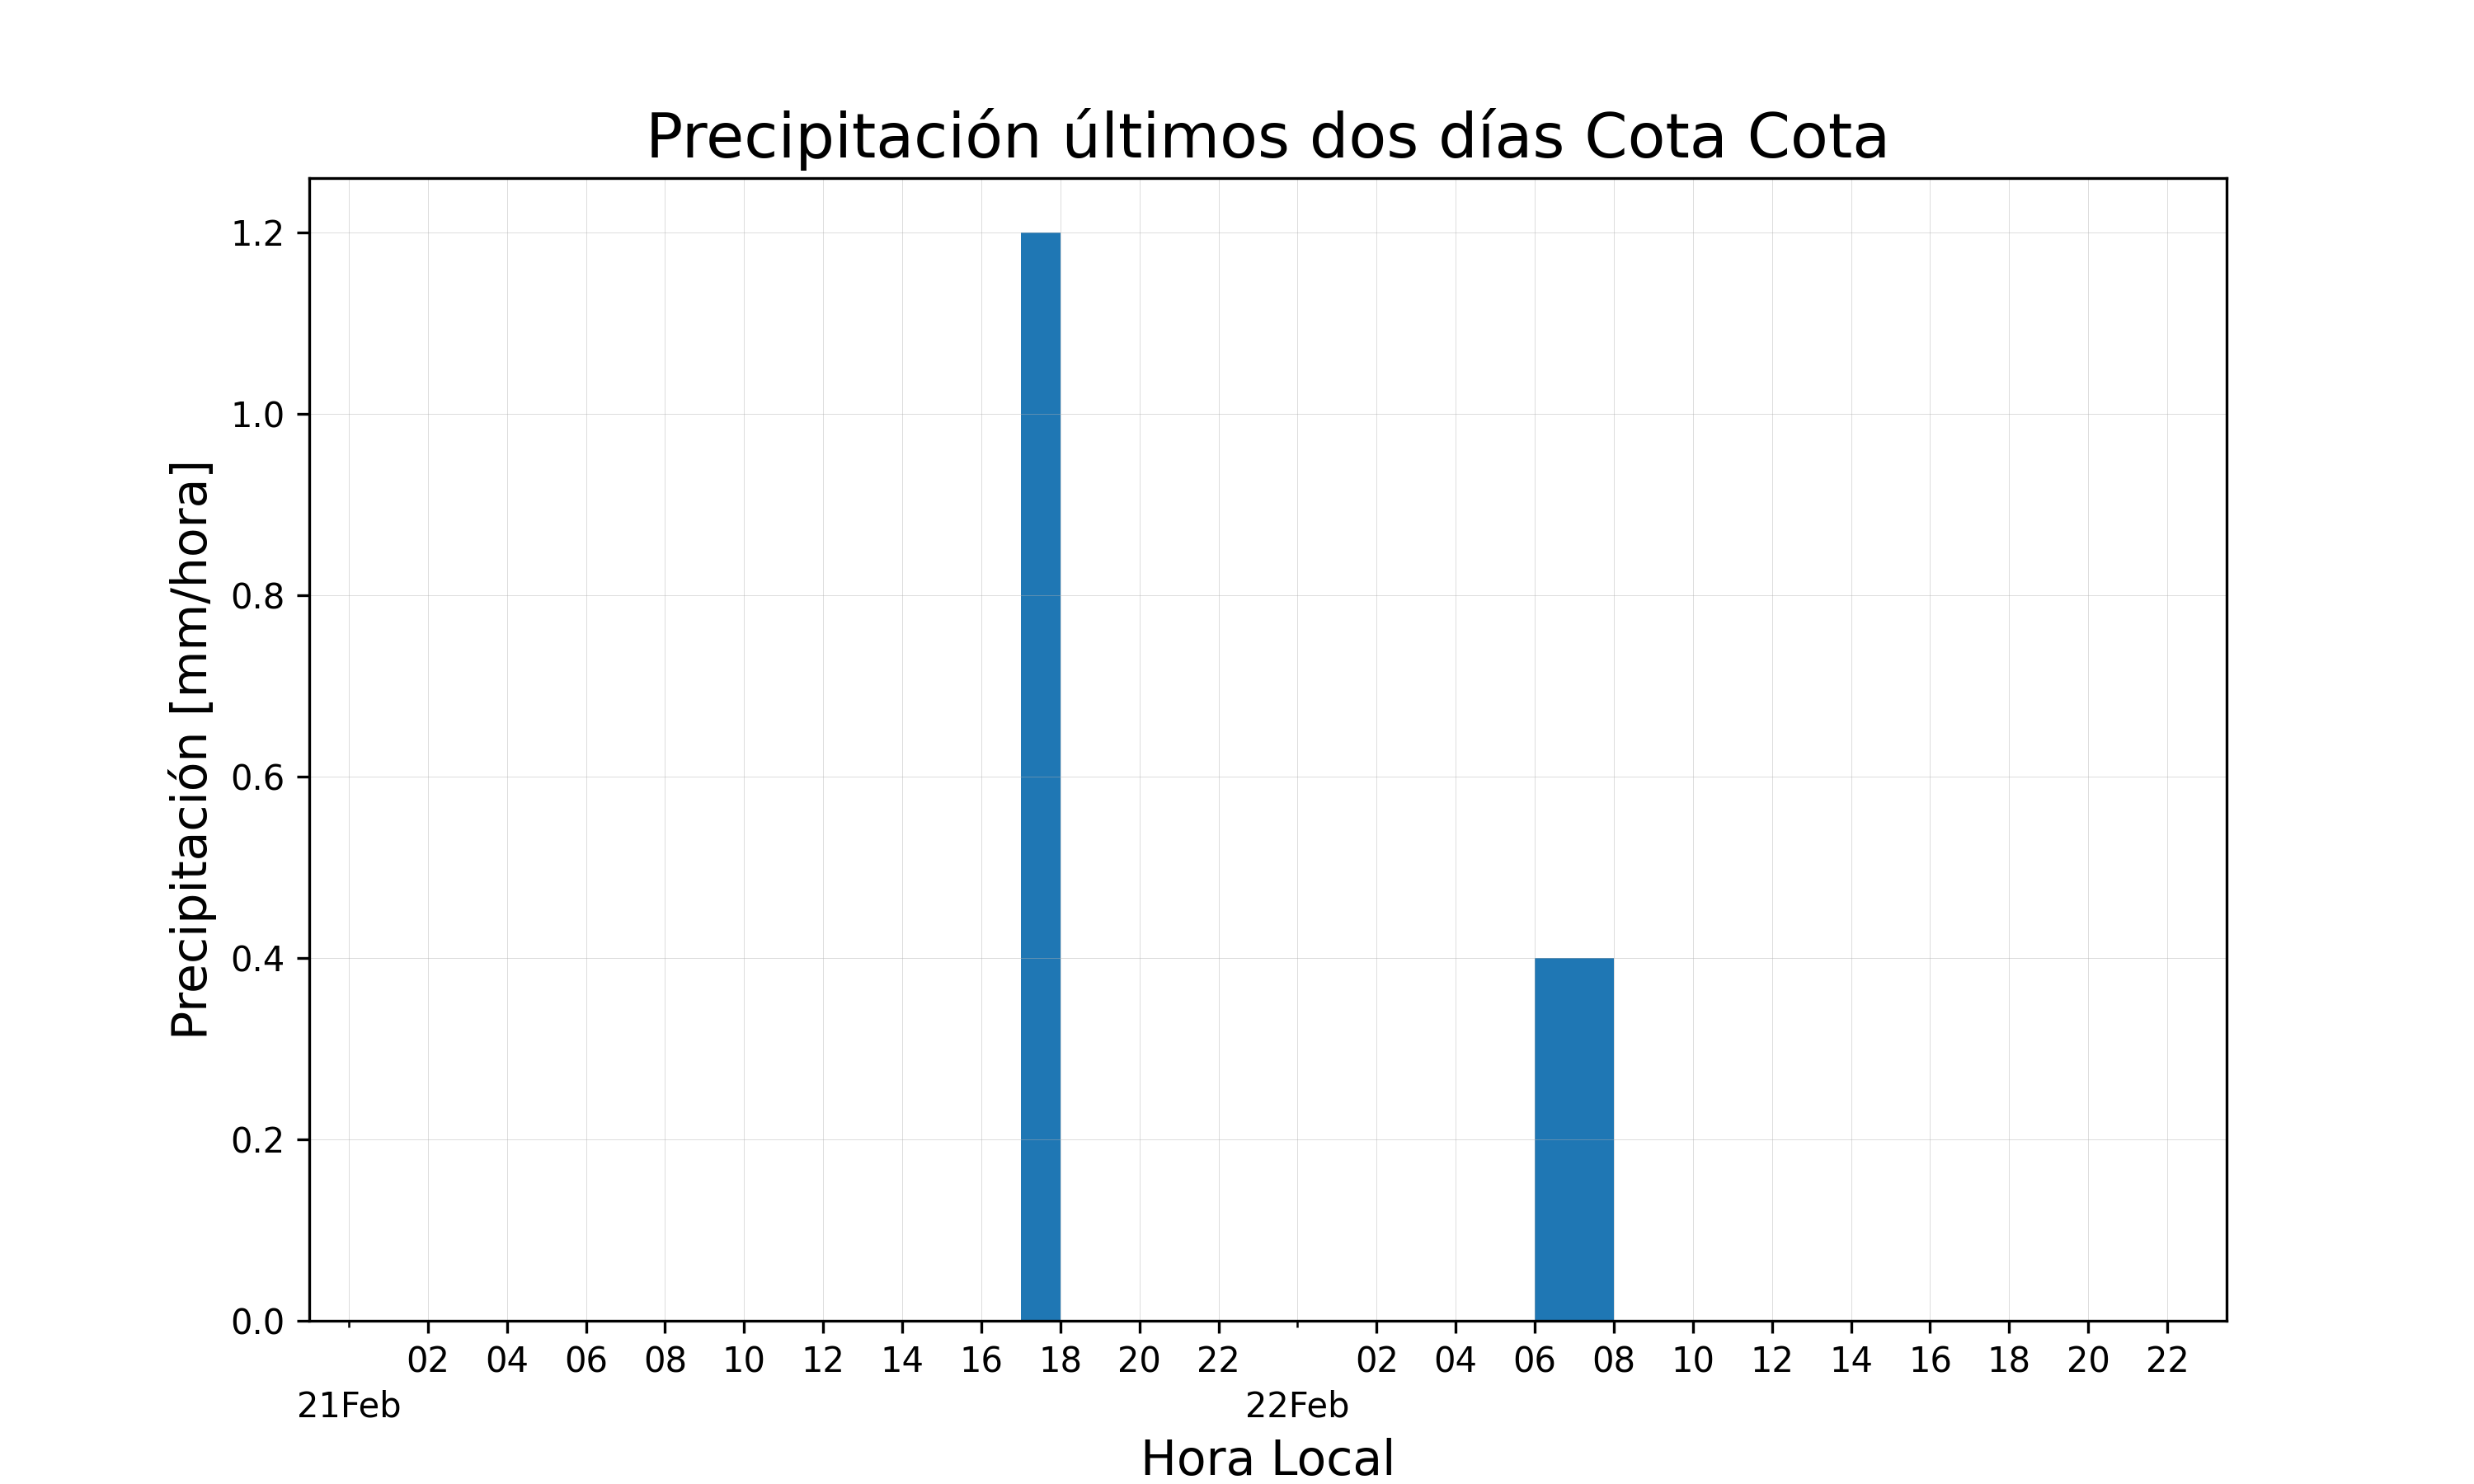 Precipitación últimos dos días Cota Cota
Precipitación [mm/hora]
1.2
1.0
0.8
0.6
0.4
0.2
0.0
02 04 06 08 10 12 14 16 18 20 22 02 04 06 08 10 12 14 16 18 20 22
21Feb 22Feb
Hora Local